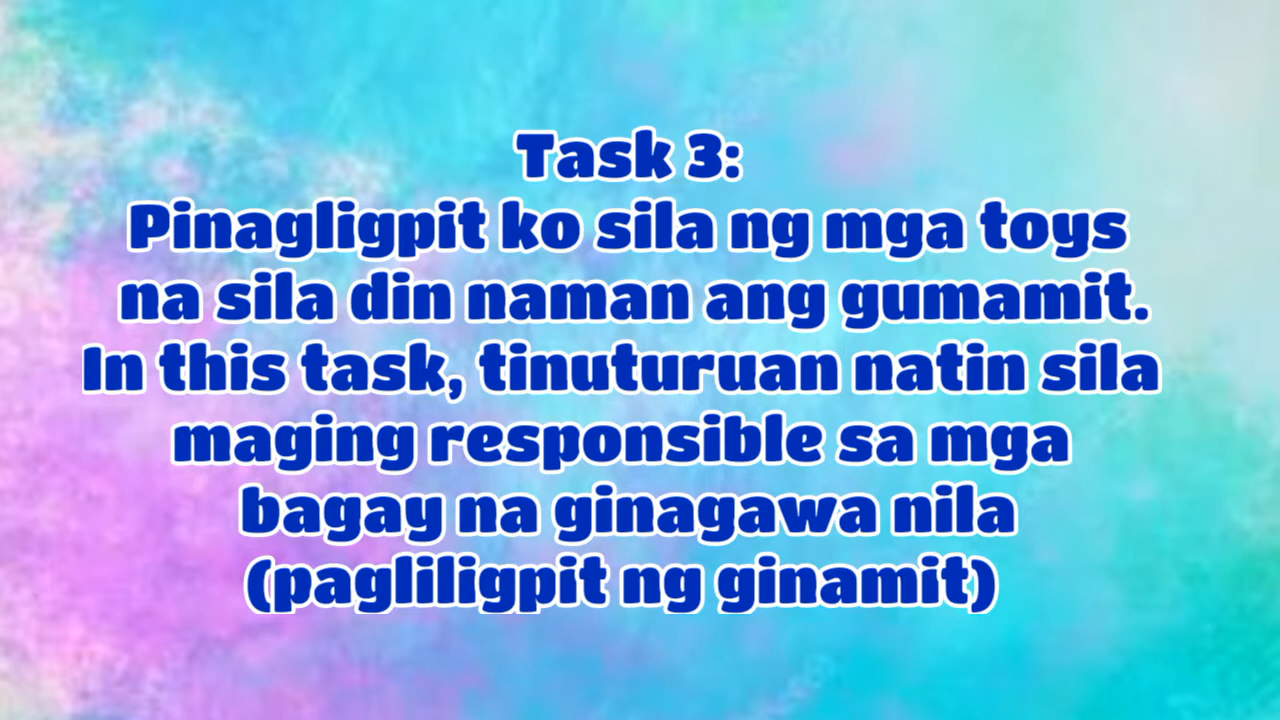 Task 3:
Pinagligpit ko sila ng mga toys
na sila din naman ang gumamit.
In this task, tinuturuan natin sila
maging responsible sa mga
bagay na ginagawa nila
(pagliligpit ng ginamit)